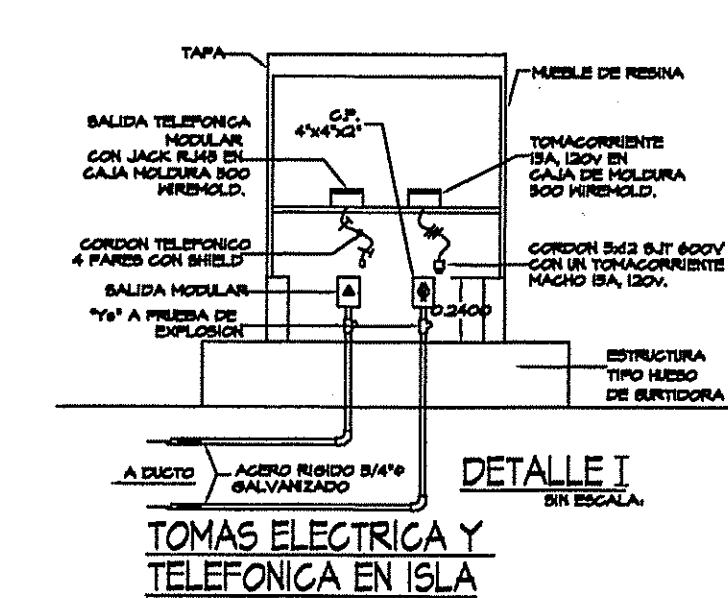 TAPA
MUEBLE DE RESINA
SALIDA TELEFONICA
MODULAR
CON JACK RJ45 EN
CAJA MOLDURA 500
WIREMOLD.
C.P.
4"x4"x2"
TOMACORRIENTE
15A, 120V EN
CAJA DE MOLDURA
500 WIREMOLD.
CORDON TELEFONICO
4 PARES CON SHIELD
CORDON 3x12 SJT 600V
CON UN TOMACORRIENTE
MACHO 15A, 120V.
SALIDA MODULAR
0.2400
"Ys" A PRUEBA DE
EXPLOSION
ESTRUCTURA
TIPO HUESO
DE SURTIDORA
A DUCTO
ACERO RIGIDO 3/4"Φ
GALVANIZADO
DETALLE I
SIN ESCALA:
TOMAS ELECTRICA Y
TELEFONICA EN ISLA